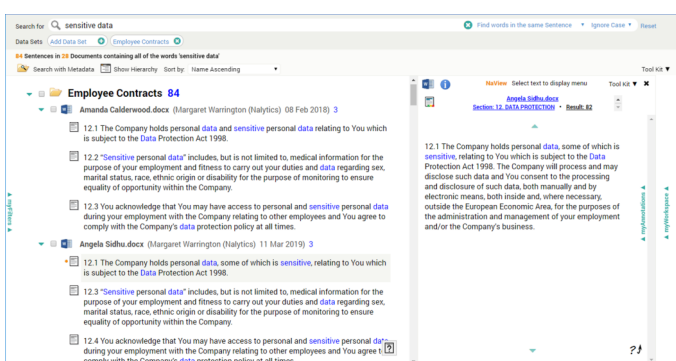 Search for sensitive data Find words in the same Sentence ▼ Ignore Case ▼ Reset
Data Sets Add Data Set Employee Contracts
84 Sentences in 28 Documents containing all of the words 'sensitive data'
Search with Metadata Show Hierarchy Sort by: Name Ascending ▼ Tool Kit ▼
Employee Contracts 84
Amanda Calderwood.docx (Margaret Warrington (Nalytics) 08 Feb 2018) 3
12.1 The Company holds personal data and sensitive personal data relating to You which
is subject to the Data Protection Act 1998.
12.2 “Sensitive personal data” includes, but is not limited to, medical information for the
purpose of your employment and fitness to carry out your duties and data regarding sex,
marital status, race, ethnic origin or disability for the purpose of monitoring to ensure
equality of opportunity within the Company.
12.3 You acknowledge that You may have access to personal and sensitive personal data
during your employment with the Company relating to other employees and You agree to
comply with the Company's data protection policy at all times.
Angela Sidhu.docx (Margaret Warrington (Nalytics) 11 Mar 2019) 3
12.1 The Company holds personal data, some of which is sensitive, relating to You which
is subject to the Data Protection Act 1998.
12.3 “Sensitive personal data” includes, but is not limited to, medical information for the
purpose of your employment and fitness to carry out your duties and data regarding sex,
marital status, race, ethnic origin or disability for the purpose of monitoring to ensure
equality of opportunity within the Company.
12.4 You acknowledge that You may have access to personal and sensitive personal data
during your employment with the Company relating to other employees and You agree to
comply with the Company's data protection policy at all times.
NaView Select text to display menu Tool Kit ▼ ✖
Angela Sidhu.docx
Section: 12. DATA PROTECTION • Result: 82
12.1 The Company holds personal data, some of which is
sensitive, relating to You which is subject to the Data
Protection Act 1998. The Company will process and may
disclose such data and You consent to the processing
and disclosure of such data, both manually and by
electronic means, both inside and, where necessary,
outside the European Economic Area, for the purposes of
the administration and management of your employment
and/or the Company's business.
myFilters
myAnnotations
myWorkspace
?